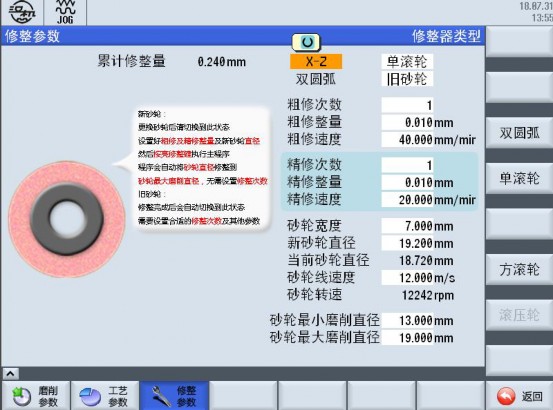 18.07.31
JOG
13:55
修整参数
修整器类型
累计修整量 0.240mm
X-Z 单滚轮
双圆弧 旧砂轮
新砂轮：
更换砂轮后请切换到此状态
设置好粗修及精修整量及新砂轮直径
然后按亮修整键执行主程序
程序会自动将砂轮直径修整到
砂轮最大磨削直径，无需设置修整次数
旧砂轮：
修整完成后会自动切换到此状态
需要设置合适的修整次数及其他参数
粗修次数 1
粗修整量 0.010mm
粗修速度 40.000mm/mir
精修次数 1
精修整量 0.010mm
精修速度 20.000mm/mir
砂轮宽度 7.000mm
新砂轮直径 19.200mm
当前砂轮直径 18.720mm
砂轮线速度 12.000m/s
砂轮转速 12242rpm
砂轮最小磨削直径 13.000mm
砂轮最大磨削直径 19.000mm
双圆弧
单滚轮
方滚轮
滚压轮
磨削
参数
工艺
参数
修整
参数
返回